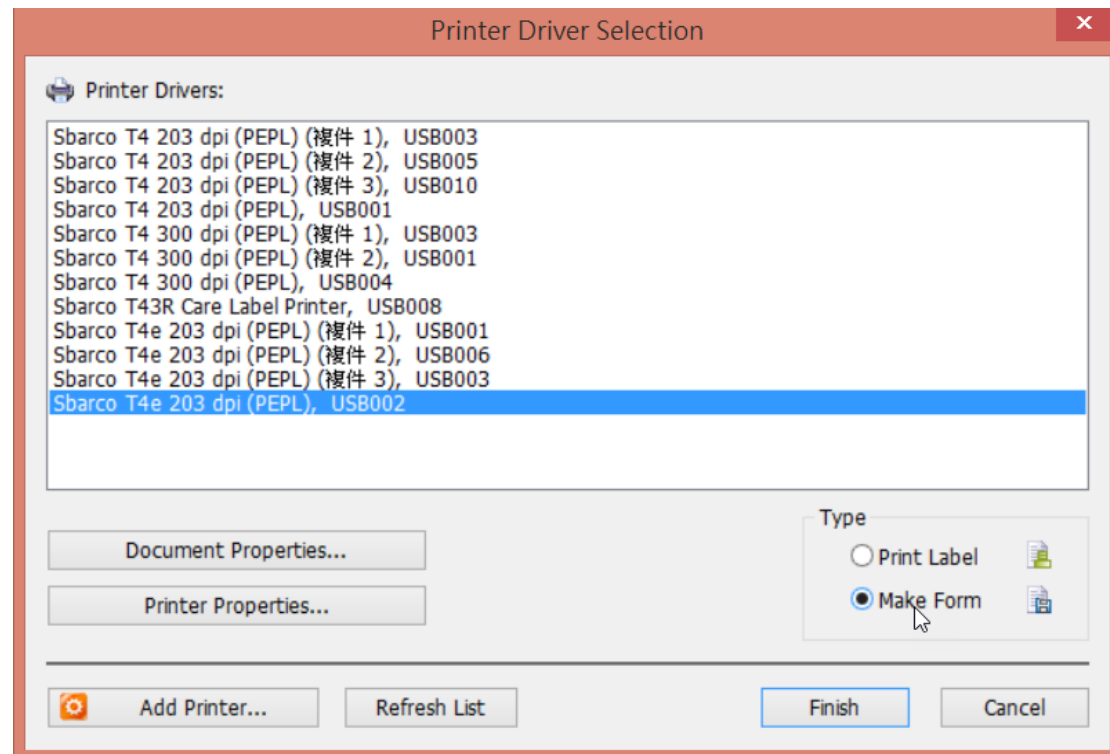 Printer Driver Selection
Printer Drivers:
Sbarco T4 203 dpi (PEPL) (複件 1), USB003
Sbarco T4 203 dpi (PEPL) (複件 2), USB005
Sbarco T4 203 dpi (PEPL) (複件 3), USB010
Sbarco T4 203 dpi (PEPL), USB001
Sbarco T4 300 dpi (PEPL) (複件 1), USB003
Sbarco T4 300 dpi (PEPL) (複件 2), USB001
Sbarco T4 300 dpi (PEPL), USB004
Sbarco T43R Care Label Printer, USB008
Sbarco T4e 203 dpi (PEPL) (複件 1), USB001
Sbarco T4e 203 dpi (PEPL) (複件 2), USB006
Sbarco T4e 203 dpi (PEPL) (複件 3), USB003
Sbarco T4e 203 dpi (PEPL), USB002
Document Properties...
Printer Properties...
Type
Print Label
Make Form
Add Printer...
Refresh List
Finish
Cancel